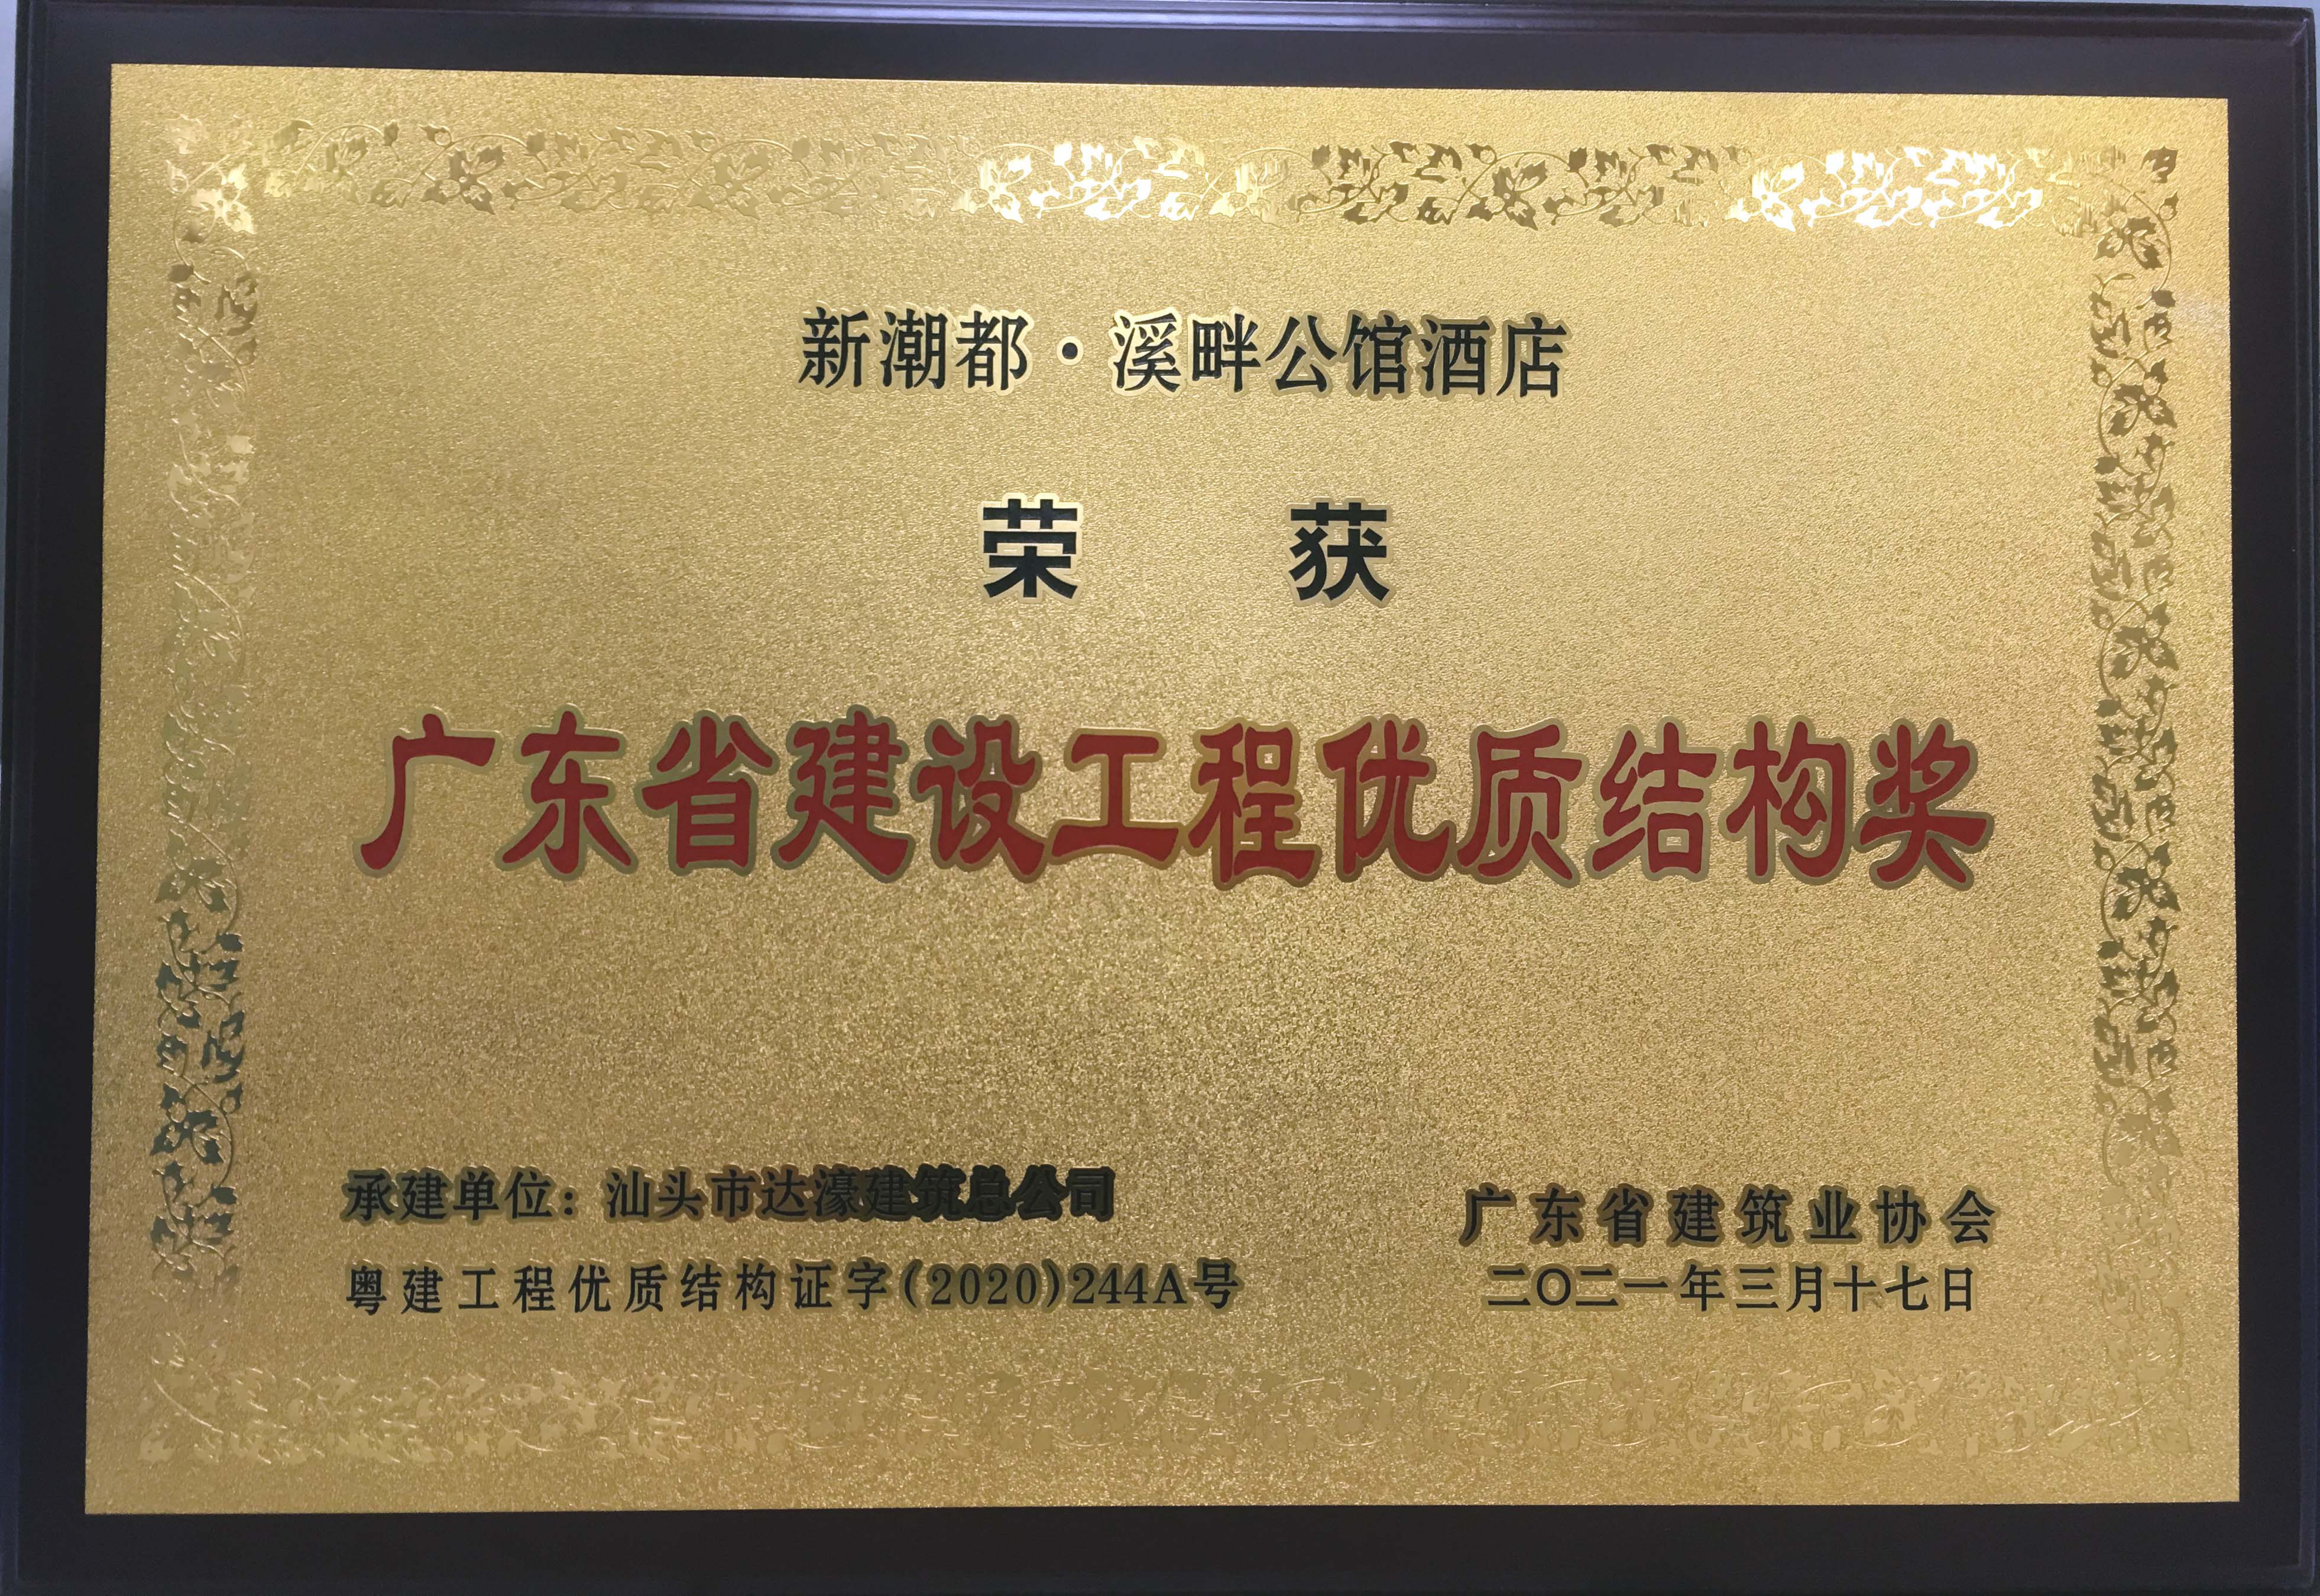 新潮都·溪畔公馆酒店
荣 获
广东省建设工程优质结构奖
承建单位：汕头市达濠建筑总公司
粤建工程优质结构证字(2020)244A号
广东省建筑业协会
二〇二一年三月十七日